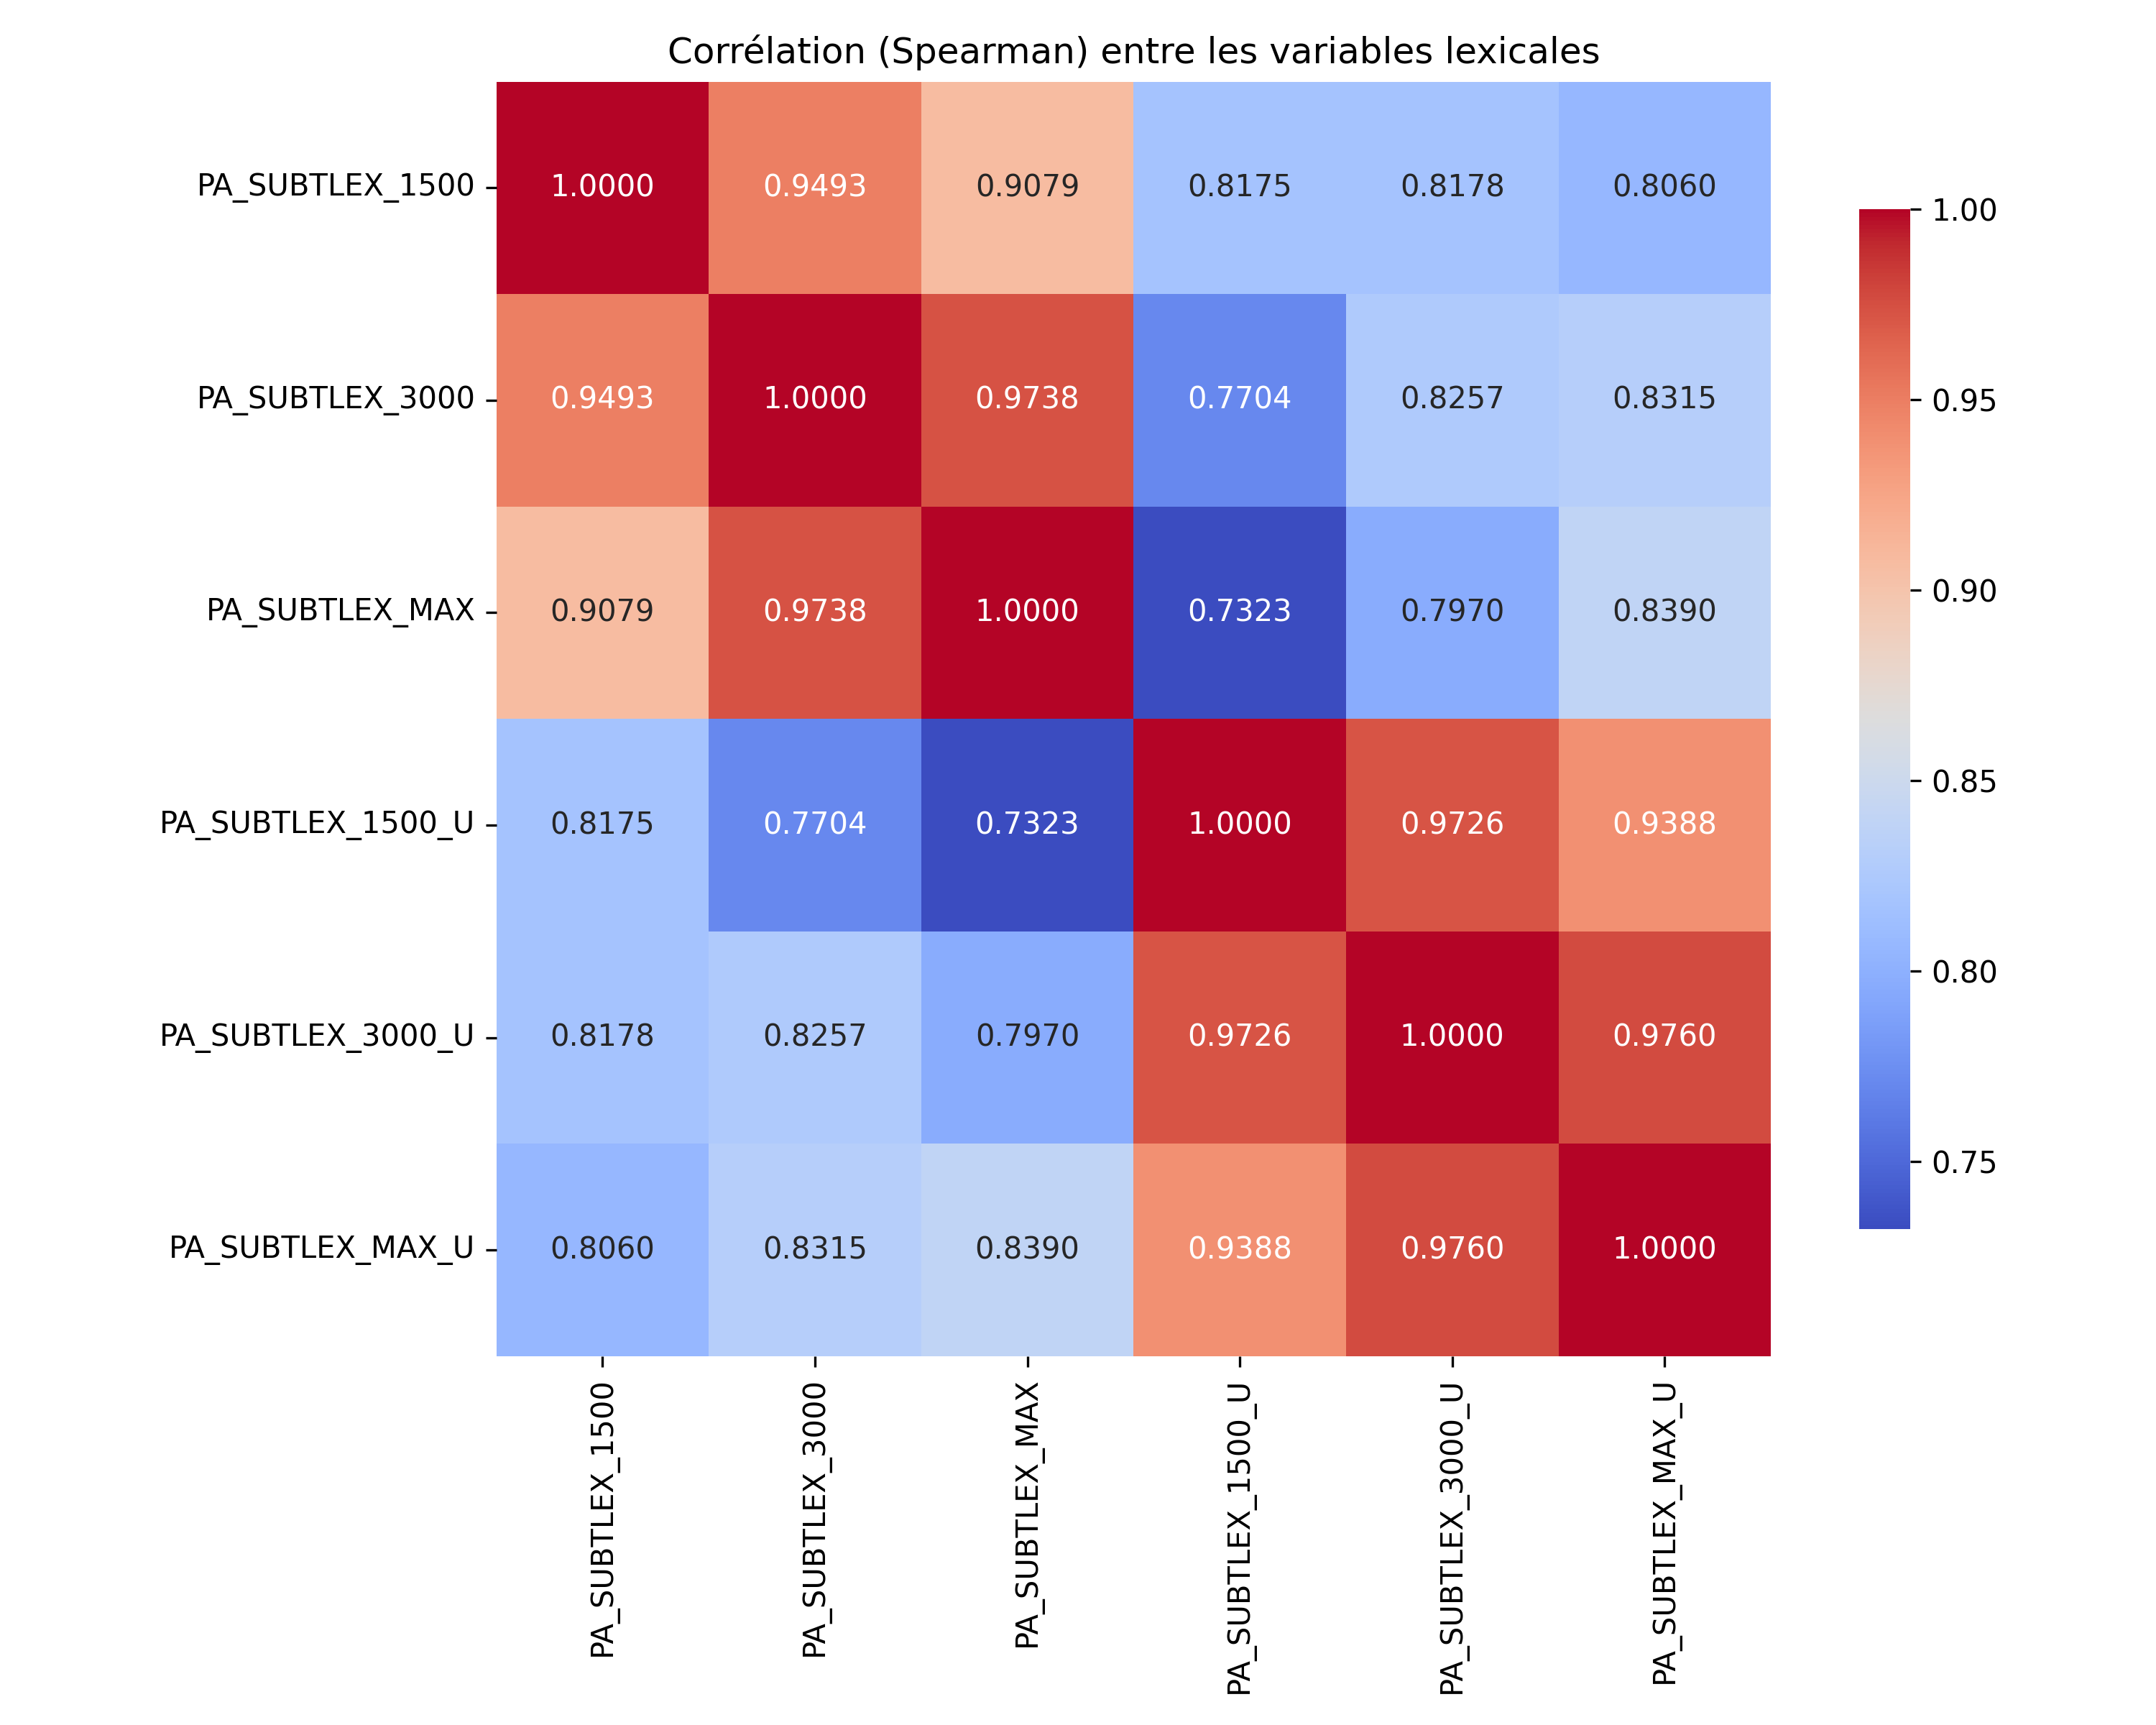 Corrélation (Spearman) entre les variables lexicales
PA_SUBTLEX_1500 1.0000 0.9493 0.9079 0.8175 0.8178 0.8060
PA_SUBTLEX_3000 0.9493 1.0000 0.9738 0.7704 0.8257 0.8315
PA_SUBTLEX_MAX 0.9079 0.9738 1.0000 0.7323 0.7970 0.8390
PA_SUBTLEX_1500_U 0.8175 0.7704 0.7323 1.0000 0.9726 0.9388
PA_SUBTLEX_3000_U 0.8178 0.8257 0.7970 0.9726 1.0000 0.9760
PA_SUBTLEX_MAX_U 0.8060 0.8315 0.8390 0.9388 0.9760 1.0000
PA_SUBTLEX_1500
PA_SUBTLEX_3000
PA_SUBTLEX_MAX
PA_SUBTLEX_1500_U
PA_SUBTLEX_3000_U
PA_SUBTLEX_MAX_U
1.00
0.95
0.90
0.85
0.80
0.75